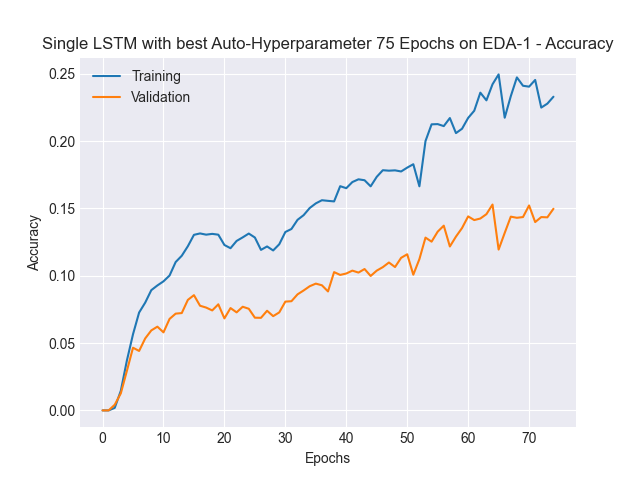 Single LSTM with best Auto-Hyperparameter 75 Epochs on EDA-1 - Accuracy
Training
Validation
0.25
0.20
0.15
0.10
0.05
0.00
Accuracy
0 10 20 30 40 50 60 70
Epochs